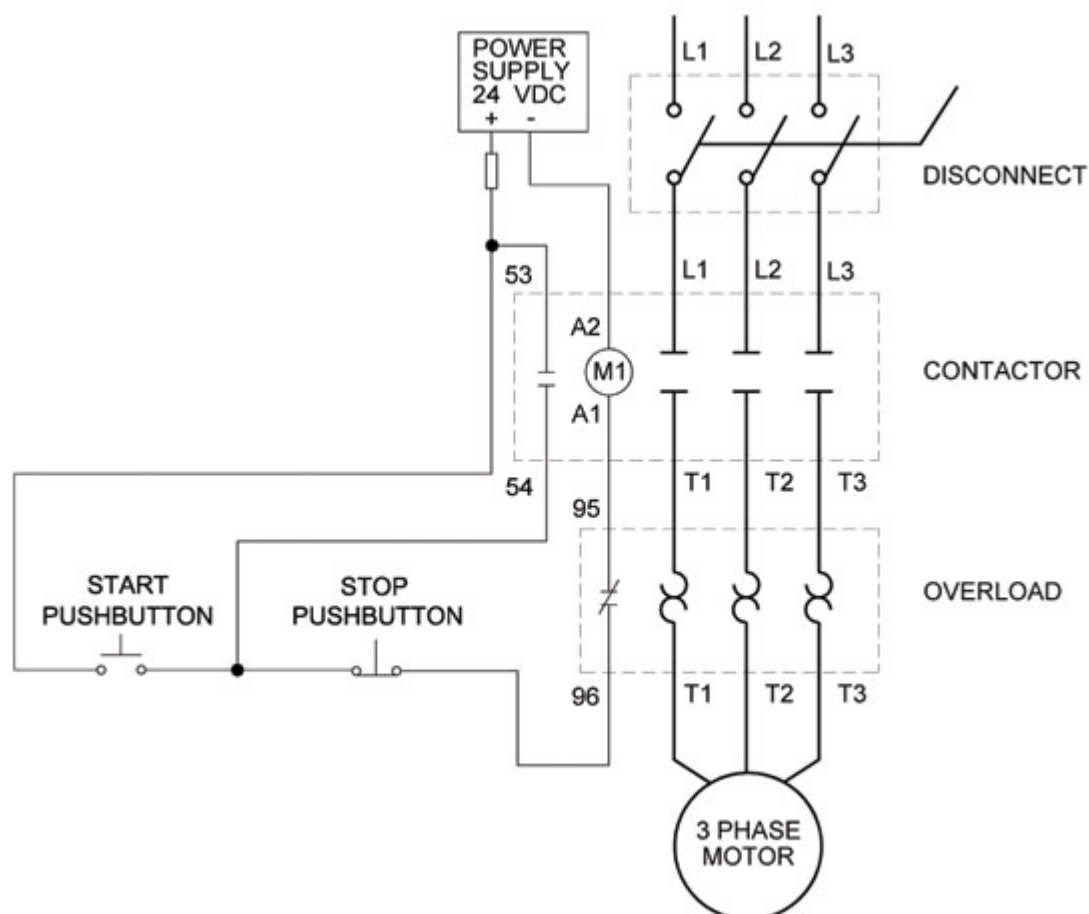 POWER
SUPPLY
24 VDC
+ -
L1 L2 L3
DISCONNECT
L1 L2 L3
53
A2
M1
A1
CONTACTOR
54
T1 T2 T3
95
START
PUSHBUTTON
STOP
PUSHBUTTON
OVERLOAD
96
T1 T2 T3
3 PHASE
MOTOR